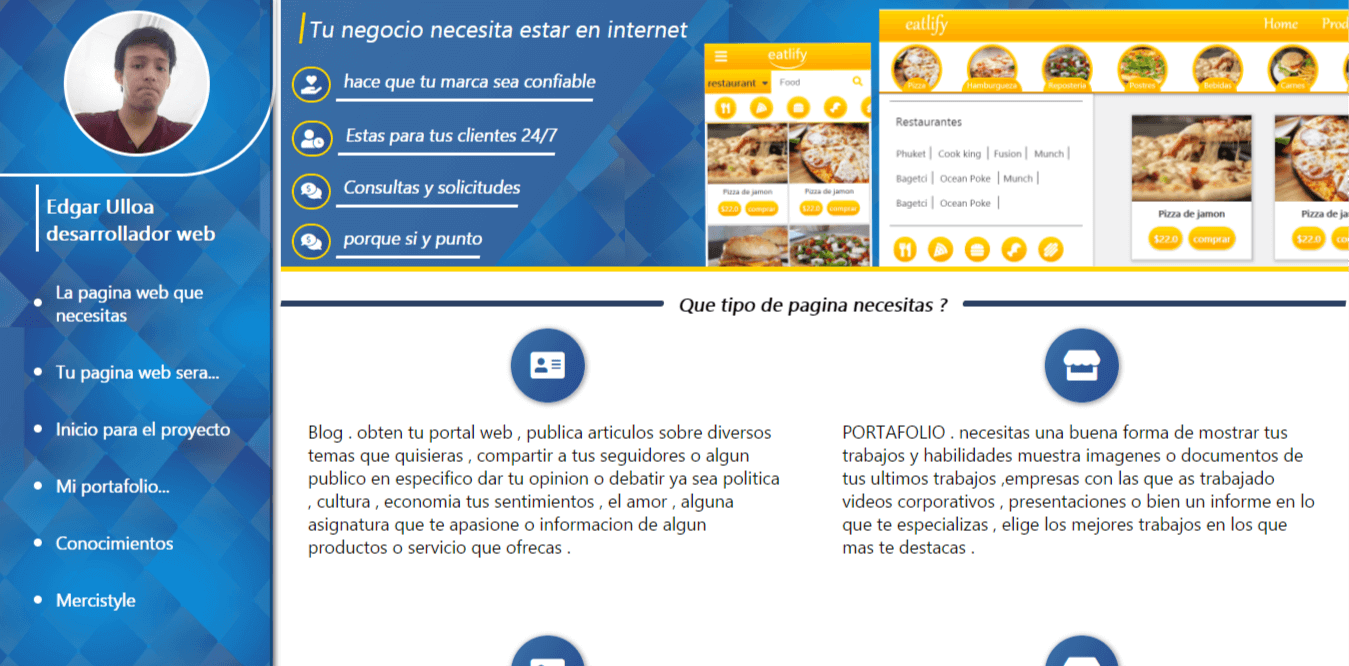 Edgar Ulloa
desarrollador web
La pagina web que
necesitas
Tu pagina web sera...
Inicio para el proyecto
Mi portafolio...
Conocimientos
Mercistyle
Tu negocio necesita estar en internet
hace que tu marca sea confiable
Estas para tus clientes 24/7
Consultas y solicitudes
porque si y punto
eatlify
restaurant Food
Pizza de jamon Pizza de jamon
$22.0 comprar $22.0 comprar
eatlify Home Prod
Pizza Hamburgueza Reposteria Postres Bebidas Carnes
Restaurantes
Phuket | Cook king | Fusion | Munch |
Bagetci | Ocean Poke | Munch |
Bagetci | Ocean Poke |
Pizza de jamon Pizza de ja
$22.0 comprar $22.0 co
Que tipo de pagina necesitas ?
Blog . obten tu portal web , publica articulos sobre diversos
temas que quisieras , compartir a tus seguidores o algun
publico en especifico dar tu opinion o debatir ya sea politica
, cultura , economia tus sentimientos , el amor , alguna
asignatura que te apasione o informacion de algun
productos o servicio que ofrecas .
PORTAFOLIO . necesitas una buena forma de mostrar tus
trabajos y habilidades muestra imagenes o documentos de
tus ultimos trabajos ,empresas con las que as trabajado
videos corporativos , presentaciones o bien un informe en lo
que te especializas , elige los mejores trabajos en los que
mas te destacas .